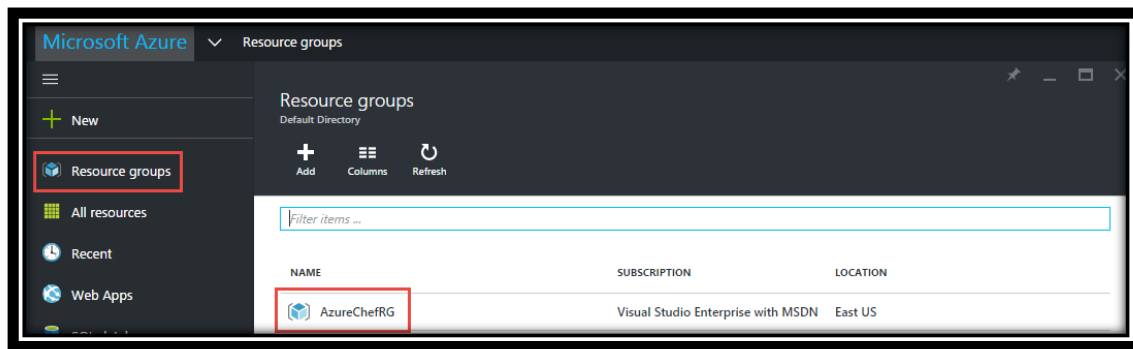 Microsoft Azure Resource groups
Resource groups
Default Directory
New
Add Columns Refresh
Resource groups
All resources
Filter items ...
Recent
NAME SUBSCRIPTION LOCATION
Web Apps
AzureChefRG Visual Studio Enterprise with MSDN East US